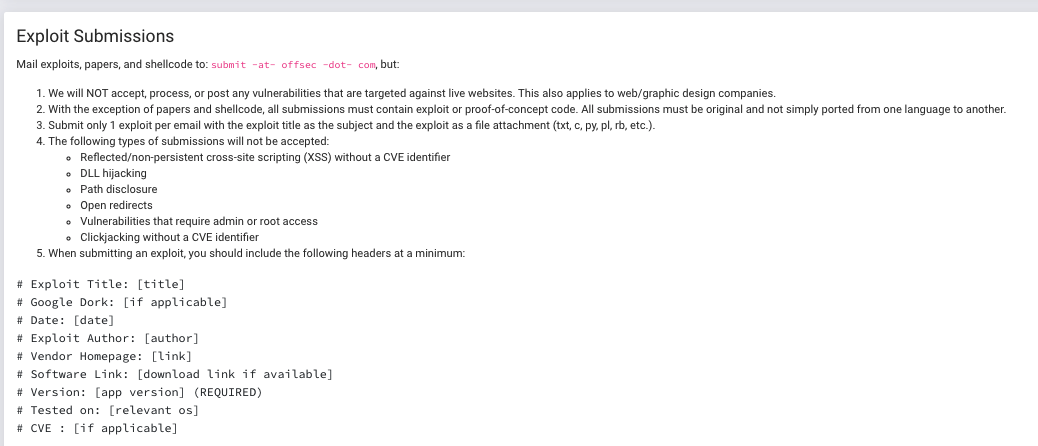 Exploit Submissions
Mail exploits, papers, and shellcode to: submit -at- offsec -dot- com, but:
1. We will NOT accept, process, or post any vulnerabilities that are targeted against live websites. This also applies to web/graphic design companies.
2. With the exception of papers and shellcode, all submissions must contain exploit or proof-of-concept code. All submissions must be original and not simply ported from one language to another.
3. Submit only 1 exploit per email with the exploit title as the subject and the exploit as a file attachment (txt, c, py, pl, rb, etc.).
4. The following types of submissions will not be accepted:
Reflected/non-persistent cross-site scripting (XSS) without a CVE identifier
DLL hijacking
Path disclosure
Open redirects
Vulnerabilities that require admin or root access
Clickjacking without a CVE identifier
5. When submitting an exploit, you should include the following headers at a minimum:
# Exploit Title: [title]
# Google Dork: [if applicable]
# Date: [date]
# Exploit Author: [author]
# Vendor Homepage: [link]
# Software Link: [download link if available]
# Version: [app version] (REQUIRED)
# Tested on: [relevant os]
# CVE : [if applicable]